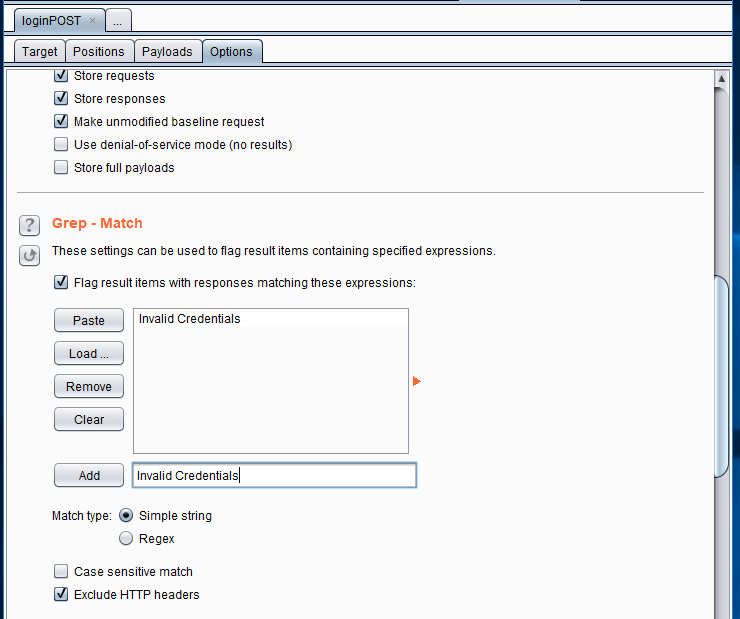 loginPOST × ...
Target Positions Payloads Options
Store requests
Store responses
Make unmodified baseline request
Use denial-of-service mode (no results)
Store full payloads
? Grep - Match
These settings can be used to flag result items containing specified expressions.
Flag result items with responses matching these expressions:
Paste Invalid Credentials
Load ...
Remove
Clear
Add Invalid Credentials
Match type: Simple string
Regex
Case sensitive match
Exclude HTTP headers